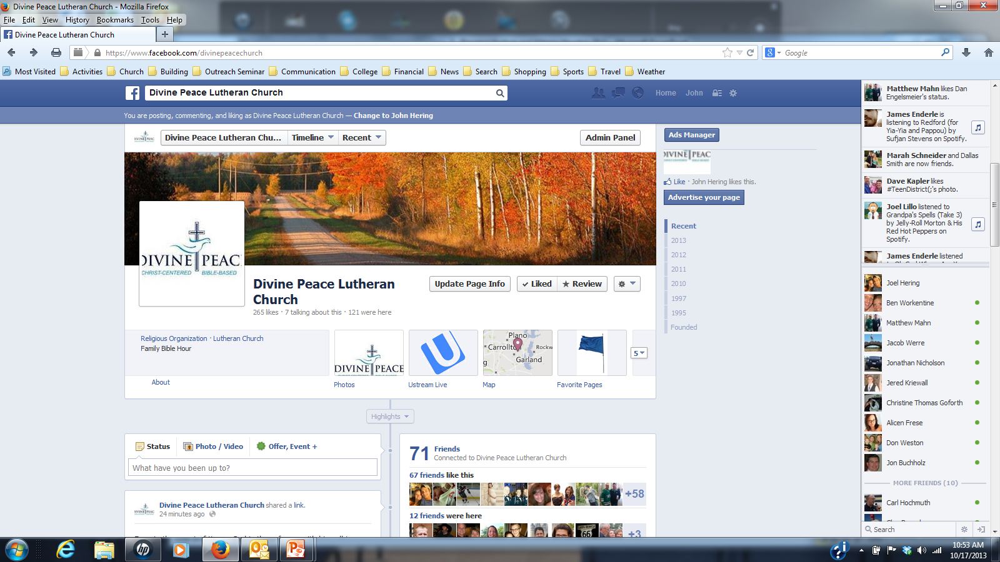 Divine Peace Lutheran Church - Mozilla Firefox
File Edit View History Bookmarks Tools Help
Divine Peace Lutheran Church
https://www.facebook.com/divinepeacechurch
Google
Most Visited Activities Church Building Outreach Seminar Communication College Financial News Search Shopping Sports Travel Weather
Divine Peace Lutheran Church
Home John
You are posting, commenting, and liking as Divine Peace Lutheran Church — Change to John Hering
Divine Peace Lutheran Chu... Timeline Recent
Admin Panel
DIVINE PEAC
CHRIST-CENTERED BIBLE-BASED
Divine Peace Lutheran
Church
265 likes · 7 talking about this · 121 were here
Update Page Info
Liked
Review
Religious Organization · Lutheran Church
Family Bible Hour
About
DIVINE PEACE
Photos
Ustream Live
Plano
Carrollto
Rockw
Garland
g
Map
Favorite Pages
5
Highlights
Status
Photo / Video
Offer, Event +
What have you been up to?
Divine Peace Lutheran Church shared a link.
24 minutes ago
71
Friends
Connected to Divine Peace Lutheran Church
67 friends like this
+58
12 friends were here
66
+3
Ads Manager
Like · John Hering likes this.
Advertise your page
Recent
2013
2012
2011
2010
1997
1995
Founded
Matthew Mahn likes Dan
Engelsmeier's status.
James Enderle is
listening to Redford (for
Yia-Yia and Pappou) by
Sufjan Stevens on Spotify.
Marah Schneider and Dallas
Smith are now friends.
Dave Kapler likes
#TeenDistrict(;'s photo.
Joel Lillo listened to
Grandpa's Spells (Take 3)
by Jelly-Roll Morton & His
Red Hot Peppers on
Spotify.
James Enderle listened
Joel Hering
Ben Workentine
Matthew Mahn
Jacob Werre
Jonathan Nicholson
Jered Kriewall
Christine Thomas Goforth
Alicen Frese
Don Weston
Jon Buchholz
MORE FRIENDS (10)
Carl Hochmuth
Search
10:53 AM
10/17/2013